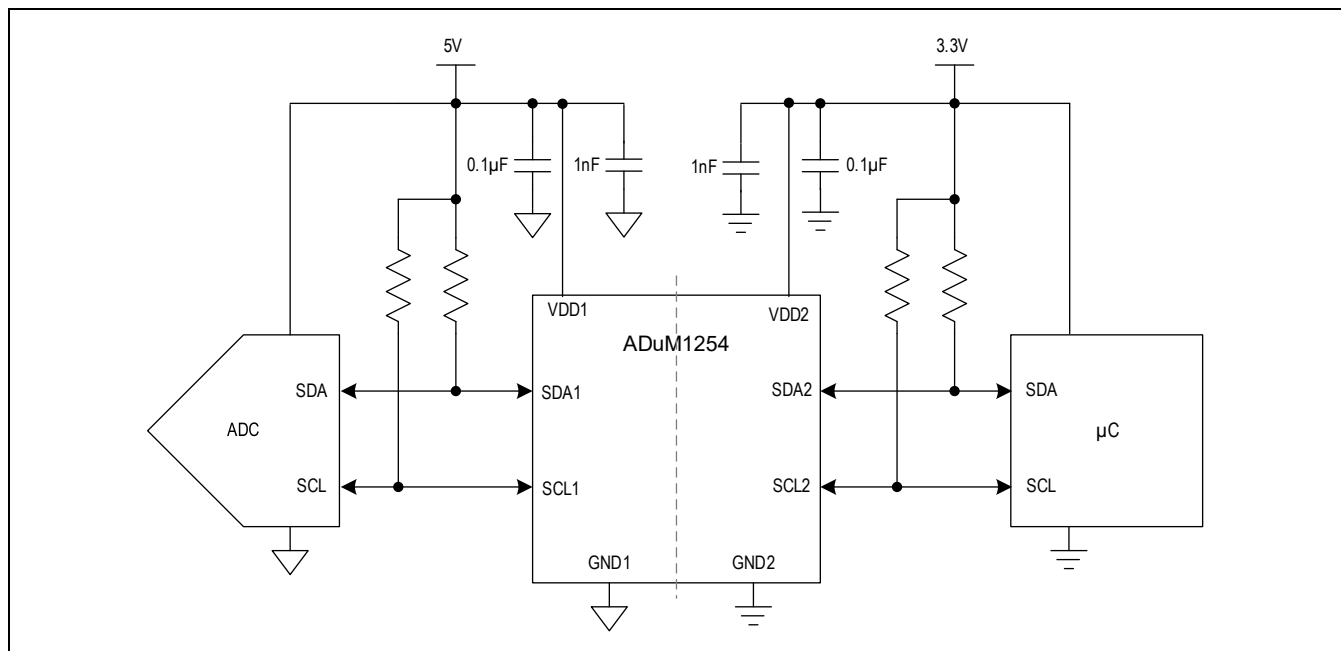 5V
3.3V
0.1µF
1nF
1nF
0.1µF
VDD1
VDD2
ADuM1254
SDA
SDA1
SDA2
SDA
ADC
µC
SCL
SCL1
SCL2
SCL
GND1
GND2